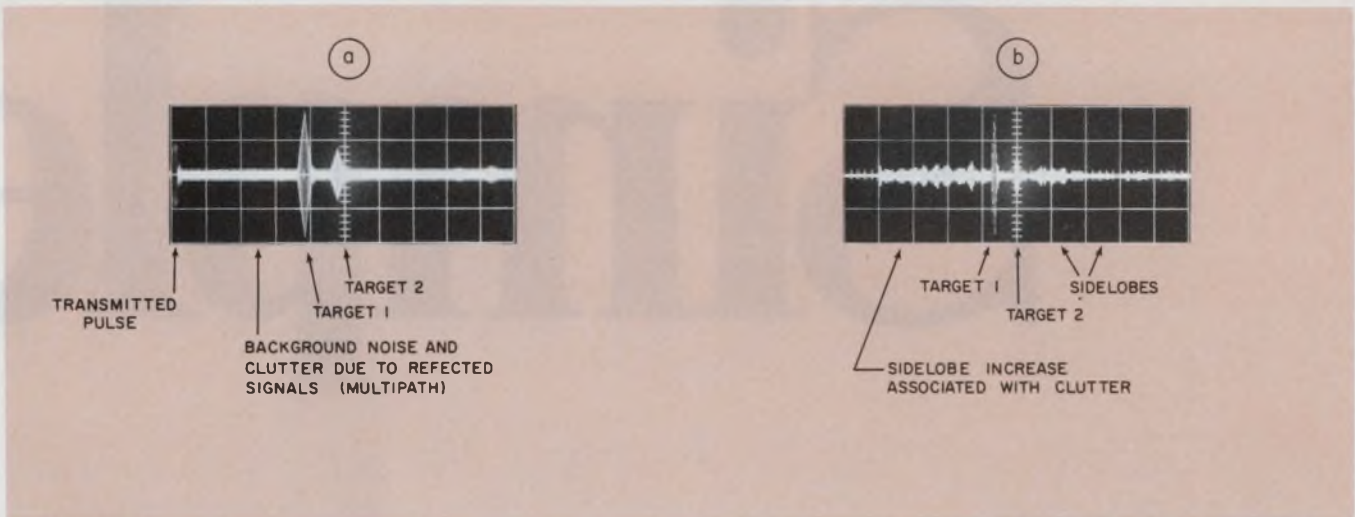 a
TRANSMITTED
PULSE
BACKGROUND NOISE AND
CLUTTER DUE TO REFECTED
SIGNALS (MULTIPATH)
TARGET 1
TARGET 2
b
TARGET 1
TARGET 2
SIDELOBES
SIDELOBE INCREASE
ASSOCIATED WITH CLUTTER